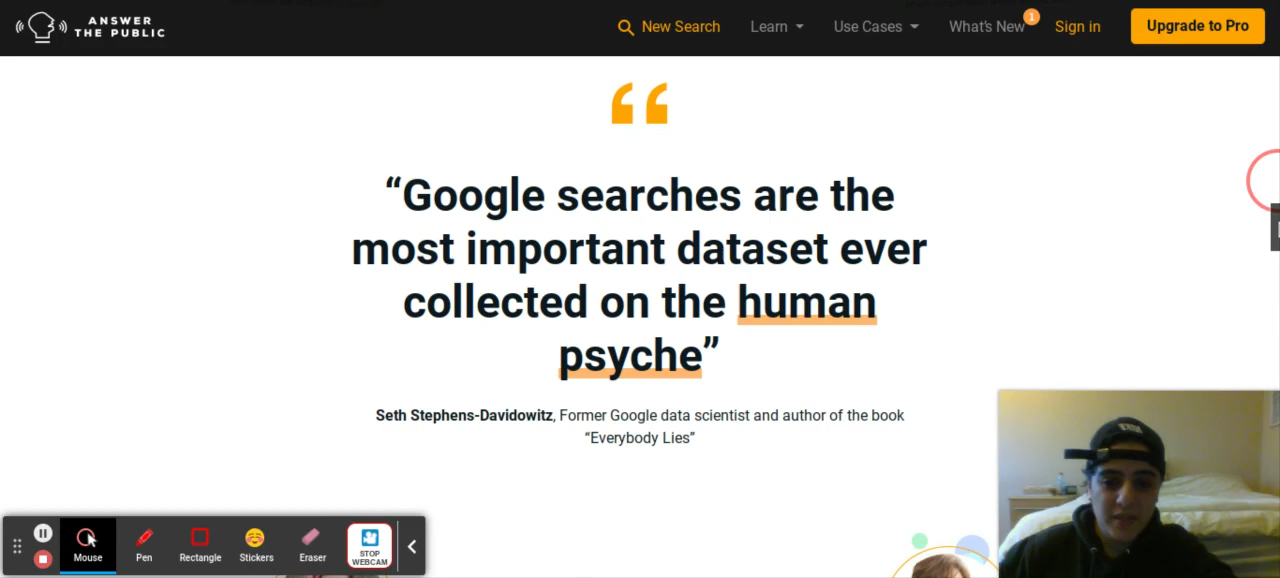 ANSWER
THE PUBLIC
New Search
Learn
Use Cases
What's New
1
Sign in
Upgrade to Pro
“Google searches are the
most important dataset ever
collected on the human
psyche”
Seth Stephens-Davidowitz, Former Google data scientist and author of the book
“Everybody Lies”
Mouse
Pen
Rectangle
Stickers
Eraser
STOP
WEBCAM